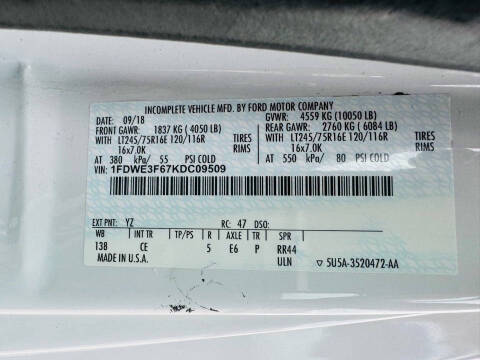 INCOMPLETE VEHICLE MFD. BY FORD MOTOR COMPANY
09/18 GVWR: 4559 KG (10050 LB)
FRONT GAWR: 1837 KG ( 4050 LB) REAR GAWR: 2760 KG ( 6084 LB)
WITH LT245/75R16E 120/116R TIRES WITH LT245/75R16E 120/116R TIRES
16x7.0K RIMS 16x7.0K RIMS
AT 380 kPa/ 55 PSI COLD AT 550 kPa/ 80 PSI COLD
VIN: 1FDWE3F67KDC09509
EXT PNT: YZ RC: 47 DSO:
WB INT TR TP/PS R AXLE TR SPR
138 CE 5 E6 P RR44
MADE IN U.S.A. ULN 5U5A-3520472-AA